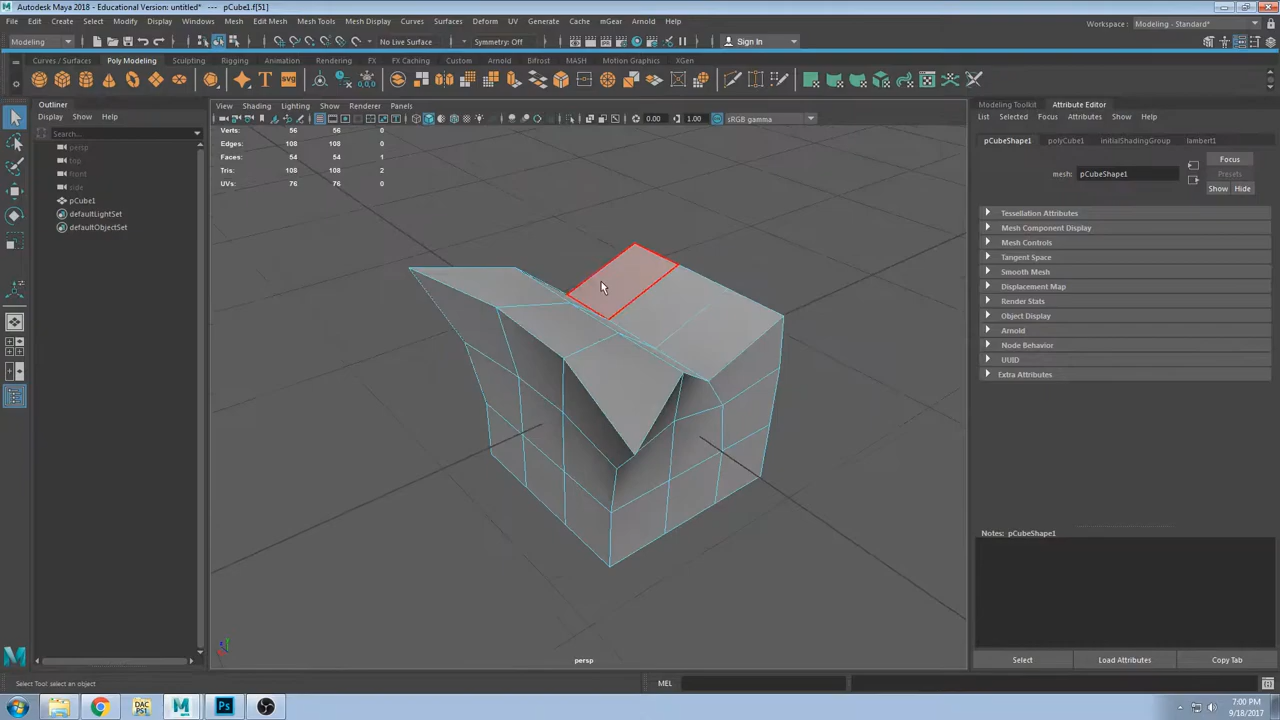 Autodesk Maya 2018 - Educational Version: untitled*   ---   pCube1.f[51]
File Edit Create Select Modify Display Windows Mesh Edit Mesh Mesh Tools Mesh Display Curves Surfaces Deform UV Generate Cache mGear Arnold Help
Workspace : Modeling - Standard*
Modeling No Live Surface Symmetry: Off Sign In
Curves / Surfaces Poly Modeling Sculpting Rigging Animation Rendering FX FX Caching Custom Arnold Bifrost MASH Motion Graphics XGen
Outliner
Display Show Help
Search...
persp
top
front
side
pCube1
defaultLightSet
defaultObjectSet
View Shading Lighting Show Renderer Panels
0.00 1.00 sRGB gamma
Verts: 56 56 0
Edges: 108 108 0
Faces: 54 54 1
Tris: 108 108 2
UVs: 76 76 0
persp
Modeling Toolkit Attribute Editor
List Selected Focus Attributes Show Help
pCubeShape1 polyCube1 initialShadingGroup lambert1
mesh: pCubeShape1
Focus
Presets
Show Hide
Tessellation Attributes
Mesh Component Display
Mesh Controls
Tangent Space
Smooth Mesh
Displacement Map
Render Stats
Object Display
Arnold
Node Behavior
UUID
Extra Attributes
Notes: pCubeShape1
Select Load Attributes Copy Tab
Select Tool: select an object
MEL
7:00 PM
9/18/2017